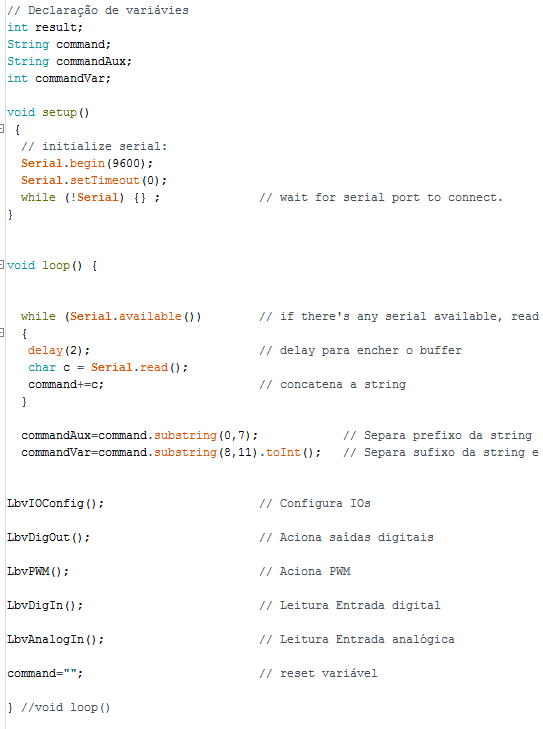 // Declaração de variávies
int result;
String command;
String commandAux;
int commandVar;
void setup()
{
// initialize serial:
Serial.begin(9600);
Serial.setTimeout(0);
while (!Serial) {} ; // wait for serial port to connect.
}
void loop() {
while (Serial.available()) // if there's any serial available, read
{
delay(2); // delay para encher o buffer
char c = Serial.read();
command+=c; // concatena a string
}
commandAux=command.substring(0,7); // Separa prefixo da string
commandVar=command.substring(8,11).toInt(); // Separa sufixo da string e
LbvIOConfig(); // Configura IOs
LbvDigOut(); // Aciona saídas digitais
LbvPWM(); // Aciona PWM
LbvDigIn(); // Leitura Entrada digital
LbvAnalogIn(); // Leitura Entrada analógica
command=""; // reset variável
} //void loop()